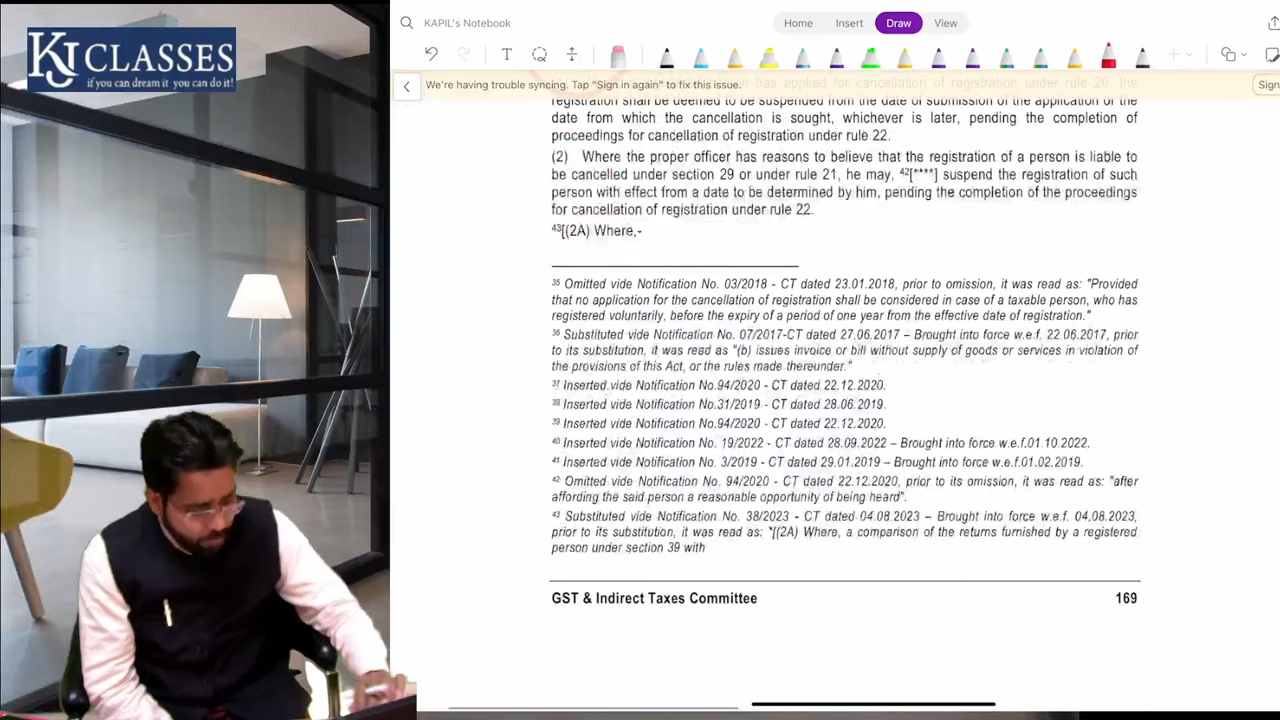 KJ CLASSES
if you can dream it you can do it!
KAPIL's Notebook
Home Insert Draw View
We're having trouble syncing. Tap "Sign in again" to fix this issue.
Sign
has applied for cancellation of registration under rule 20, the
registration shall be deemed to be suspended from the date of submission of the application or the
date from which the cancellation is sought, whichever is later, pending the completion of
proceedings for cancellation of registration under rule 22.
(2) Where the proper officer has reasons to believe that the registration of a person is liable to
be cancelled under section 29 or under rule 21, he may, 42[****] suspend the registration of such
person with effect from a date to be determined by him, pending the completion of the proceedings
for cancellation of registration under rule 22.
43[(2A) Where,-
35 Omitted vide Notification No. 03/2018 - CT dated 23.01.2018, prior to omission, it was read as: "Provided
that no application for the cancellation of registration shall be considered in case of a taxable person, who has
registered voluntarily, before the expiry of a period of one year from the effective date of registration."
36 Substituted vide Notification No. 07/2017-CT dated 27.06.2017 – Brought into force w.e.f. 22.06.2017, prior
to its substitution, it was read as "(b) issues invoice or bill without supply of goods or services in violation of
the provisions of this Act, or the rules made thereunder."
37 Inserted vide Notification No.94/2020 - CT dated 22.12.2020.
38 Inserted vide Notification No.31/2019 - CT dated 28.06.2019.
39 Inserted vide Notification No.94/2020 - CT dated 22.12.2020.
40 Inserted vide Notification No. 19/2022 - CT dated 28.09.2022 – Brought into force w.e.f.01.10.2022.
41 Inserted vide Notification No. 3/2019 - CT dated 29.01.2019 – Brought into force w.e.f.01.02.2019.
42 Omitted vide Notification No. 94/2020 - CT dated 22.12.2020, prior to its omission, it was read as: "after
affording the said person a reasonable opportunity of being heard".
43 Substituted vide Notification No. 38/2023 - CT dated 04.08.2023 – Brought into force w.e.f. 04.08.2023,
prior to its substitution, it was read as: "[(2A) Where, a comparison of the returns furnished by a registered
person under section 39 with
GST & Indirect Taxes Committee 169